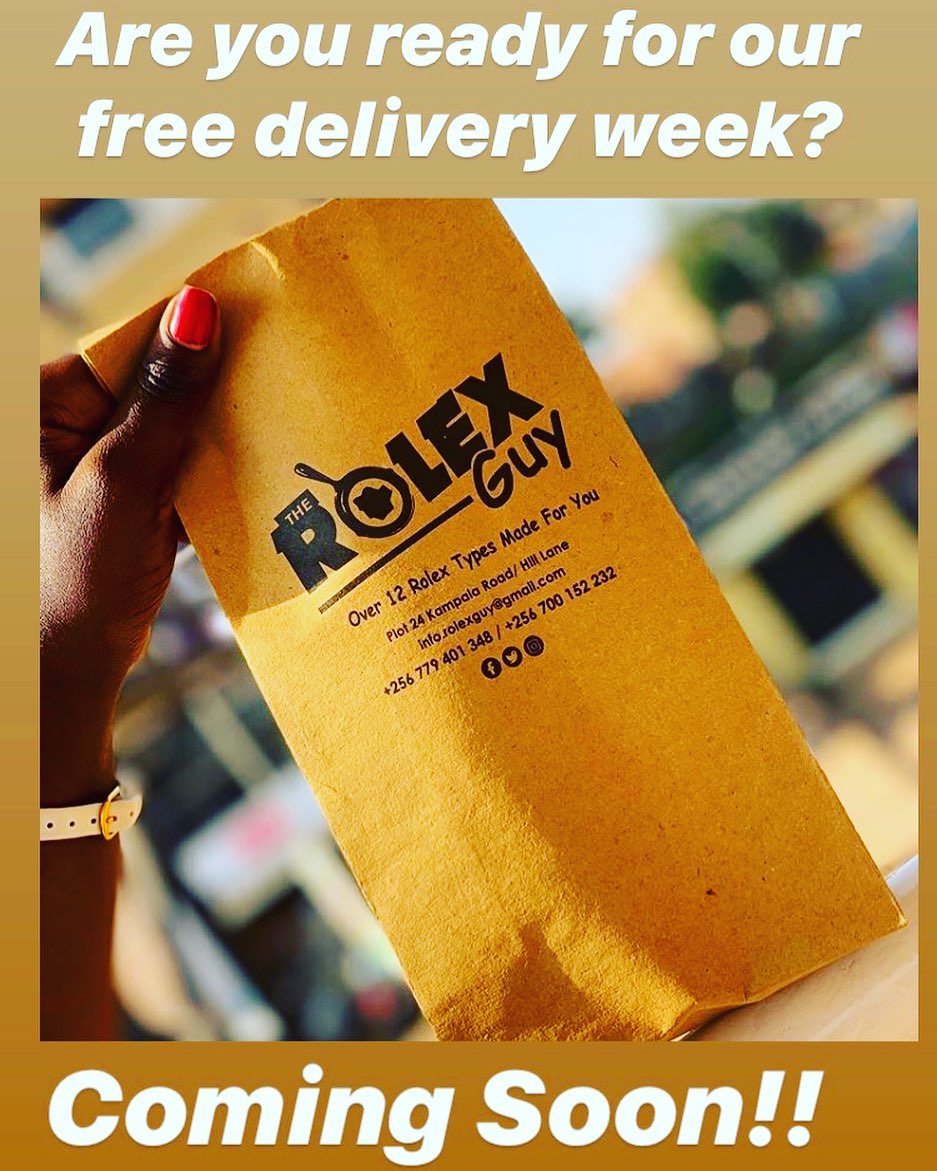 Are you ready for our
free delivery week?
THE
ROLEX
Guy
Over 12 Rolex Types Made For You
Plot 24 Kampala Road/ Hill Lane
info.rolexguy@gmail.com
+256 779 401 348 / +256 700 152 232
Coming Soon!!